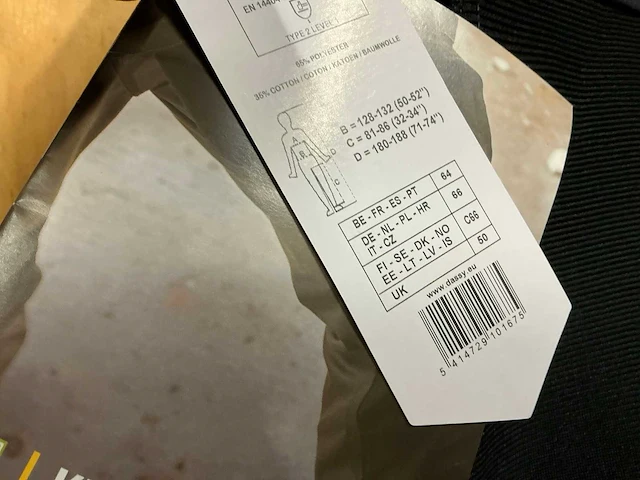 EN 14404
TYPE 2 LEVEL 1
65% POLYESTER
35% COTTON / COTON / KATOEN / BAUMWOLLE
B = 128-132 (50-52")
C = 81-86 (32-34")
D = 180-188 (71-74")
BE - FR - ES - PT 64
DE - NL - PL - HR
IT - CZ 66
FI - SE - DK - NO
EE - LT - LV - IS C66
UK 50
www.dassy.eu
5 414729 101675